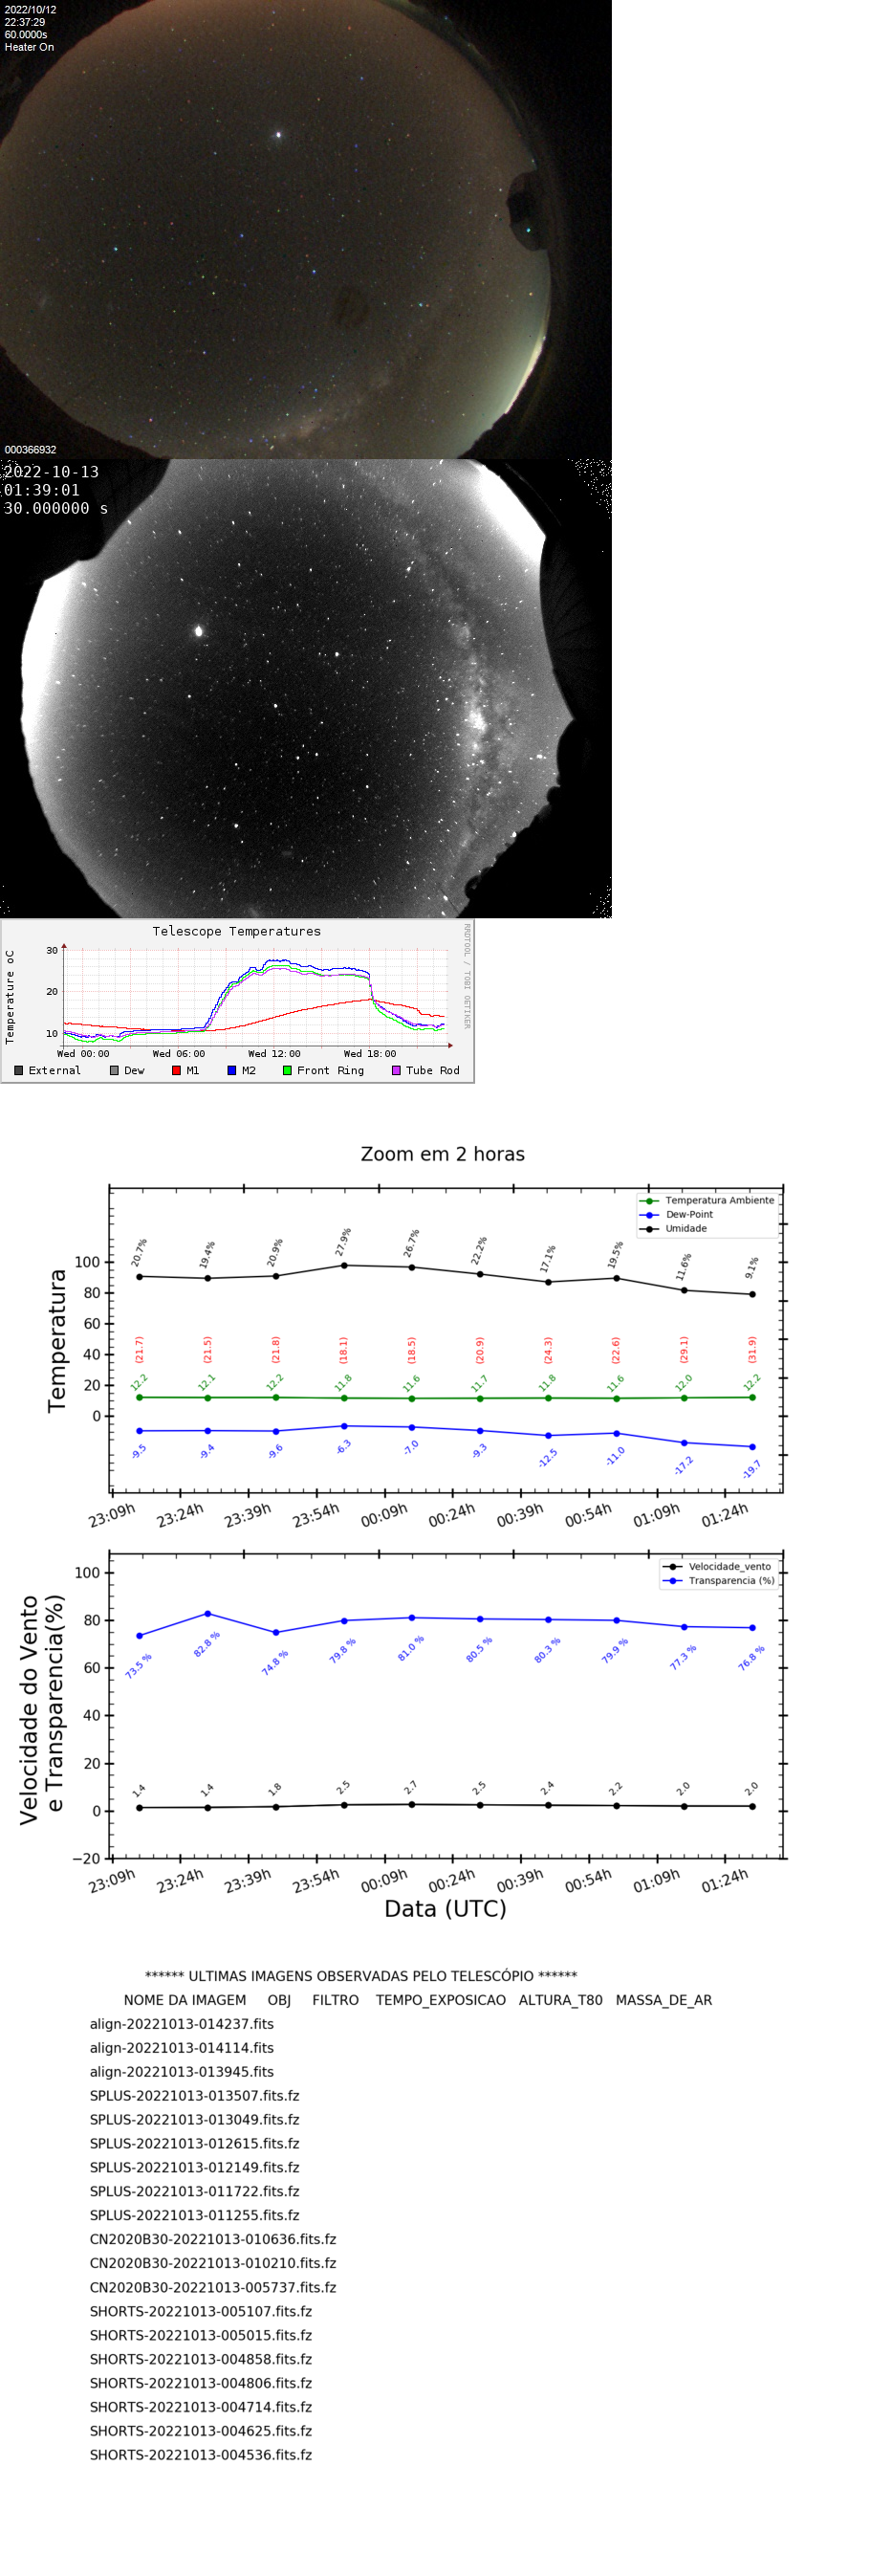 2022/10/12
22:37:29
60.0000s
Heater On
000366932
2022-10-13
01:39:01
30.000000 s
Telescope Temperatures
RRDTOOL / TOBI OETIKER
Temperature oC
30
20
10
Wed 00:00 Wed 06:00 Wed 12:00 Wed 18:00
External Dew M1 M2 Front Ring Tube Rod
Zoom em 2 horas
Temperatura Ambiente
Dew-Point
Umidade
Temperatura
100
80
60
40
20
0
20.7% 19.4% 20.9% 27.9% 26.7% 22.2% 17.1% 19.5% 11.6% 9.1%
(21.7) (21.5) (21.8) (18.1) (18.5) (20.9) (24.3) (22.6) (29.1) (31.9)
12.2 12.1 12.2 11.8 11.6 11.7 11.8 11.6 12.0 12.2
-9.5 -9.4 -9.6 -6.3 -7.0 -9.3 -12.5 -11.0 -17.2 -19.7
23:09h 23:24h 23:39h 23:54h 00:09h 00:24h 00:39h 00:54h 01:09h 01:24h
Velocidade_vento
Transparencia (%)
Velocidade do Vento
e Transparencia(%)
100
80
60
40
20
0
−20
73.5 % 82.8 % 74.8 % 79.8 % 81.0 % 80.5 % 80.3 % 79.9 % 77.3 % 76.8 %
1.4 1.4 1.8 2.5 2.7 2.5 2.4 2.2 2.0 2.0
23:09h 23:24h 23:39h 23:54h 00:09h 00:24h 00:39h 00:54h 01:09h 01:24h
Data (UTC)
****** ULTIMAS IMAGENS OBSERVADAS PELO TELESCÓPIO ******
NOME DA IMAGEM OBJ FILTRO TEMPO_EXPOSICAO ALTURA_T80 MASSA_DE_AR
align-20221013-014237.fits
align-20221013-014114.fits
align-20221013-013945.fits
SPLUS-20221013-013507.fits.fz
SPLUS-20221013-013049.fits.fz
SPLUS-20221013-012615.fits.fz
SPLUS-20221013-012149.fits.fz
SPLUS-20221013-011722.fits.fz
SPLUS-20221013-011255.fits.fz
CN2020B30-20221013-010636.fits.fz
CN2020B30-20221013-010210.fits.fz
CN2020B30-20221013-005737.fits.fz
SHORTS-20221013-005107.fits.fz
SHORTS-20221013-005015.fits.fz
SHORTS-20221013-004858.fits.fz
SHORTS-20221013-004806.fits.fz
SHORTS-20221013-004714.fits.fz
SHORTS-20221013-004625.fits.fz
SHORTS-20221013-004536.fits.fz